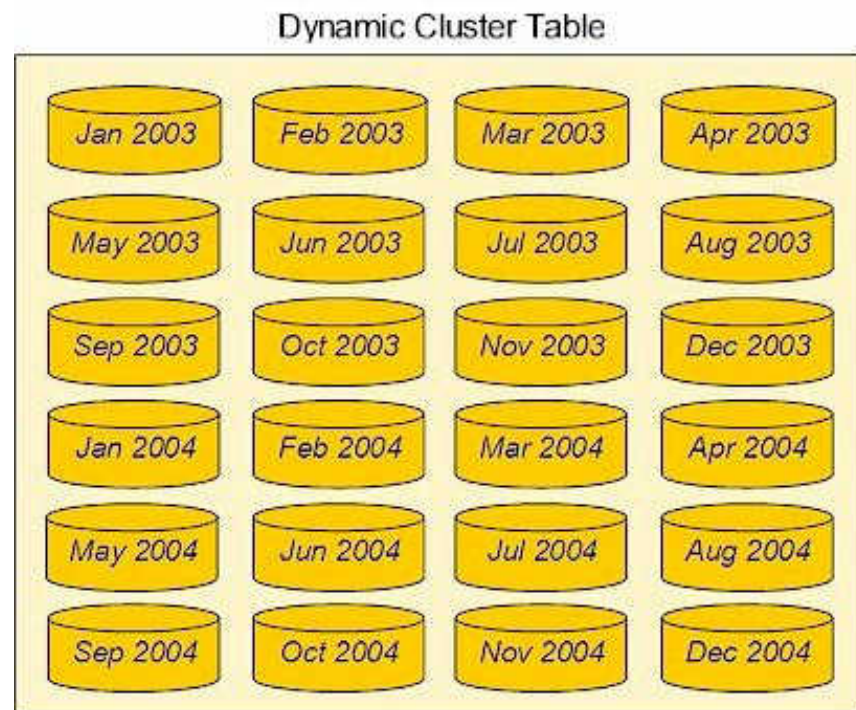 Dynamic Cluster Table
Jan 2003 Feb 2003 Mar 2003 Apr 2003
May 2003 Jun 2003 Jul 2003 Aug 2003
Sep 2003 Oct 2003 Nov 2003 Dec 2003
Jan 2004 Feb 2004 Mar 2004 Apr 2004
May 2004 Jun 2004 Jul 2004 Aug 2004
Sep 2004 Oct 2004 Nov 2004 Dec 2004